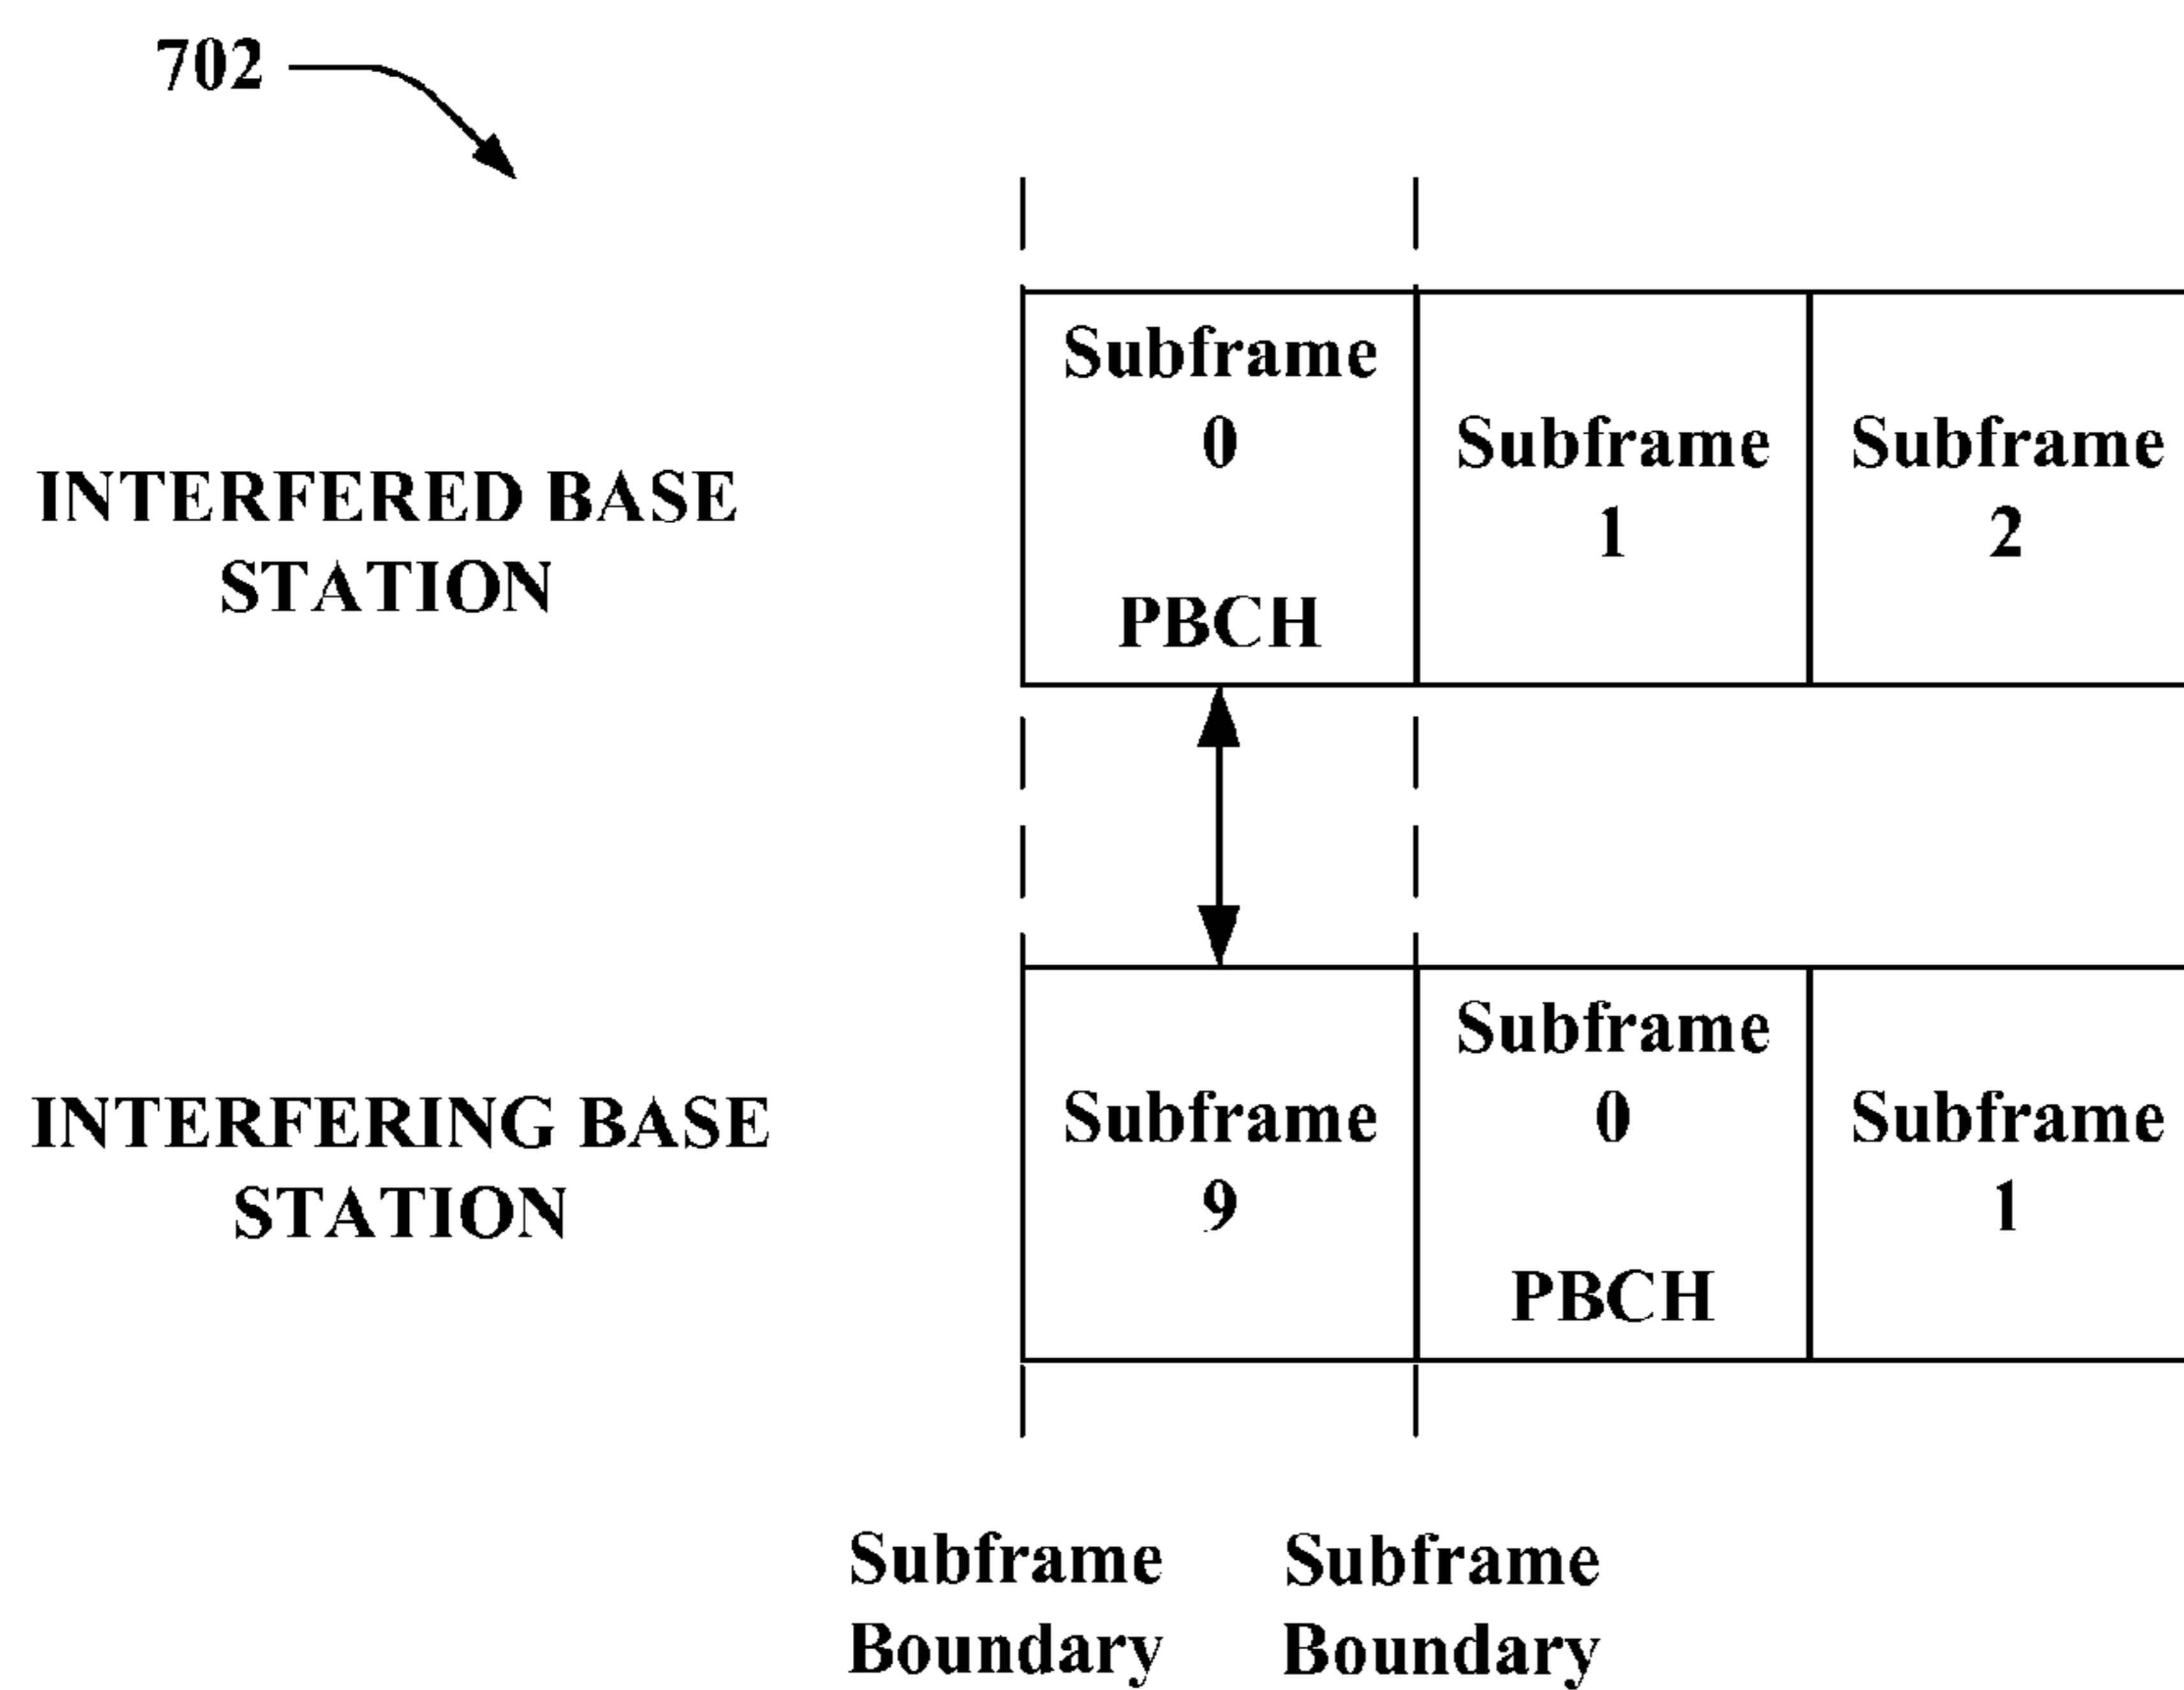 702
Subframe
0
PBCH
Subframe
1
Subframe
2
INTERFERED BASE
STATION
Subframe
9
Subframe
0
PBCH
Subframe
1
INTERFERING BASE
STATION
Subframe
Boundary
Subframe
Boundary